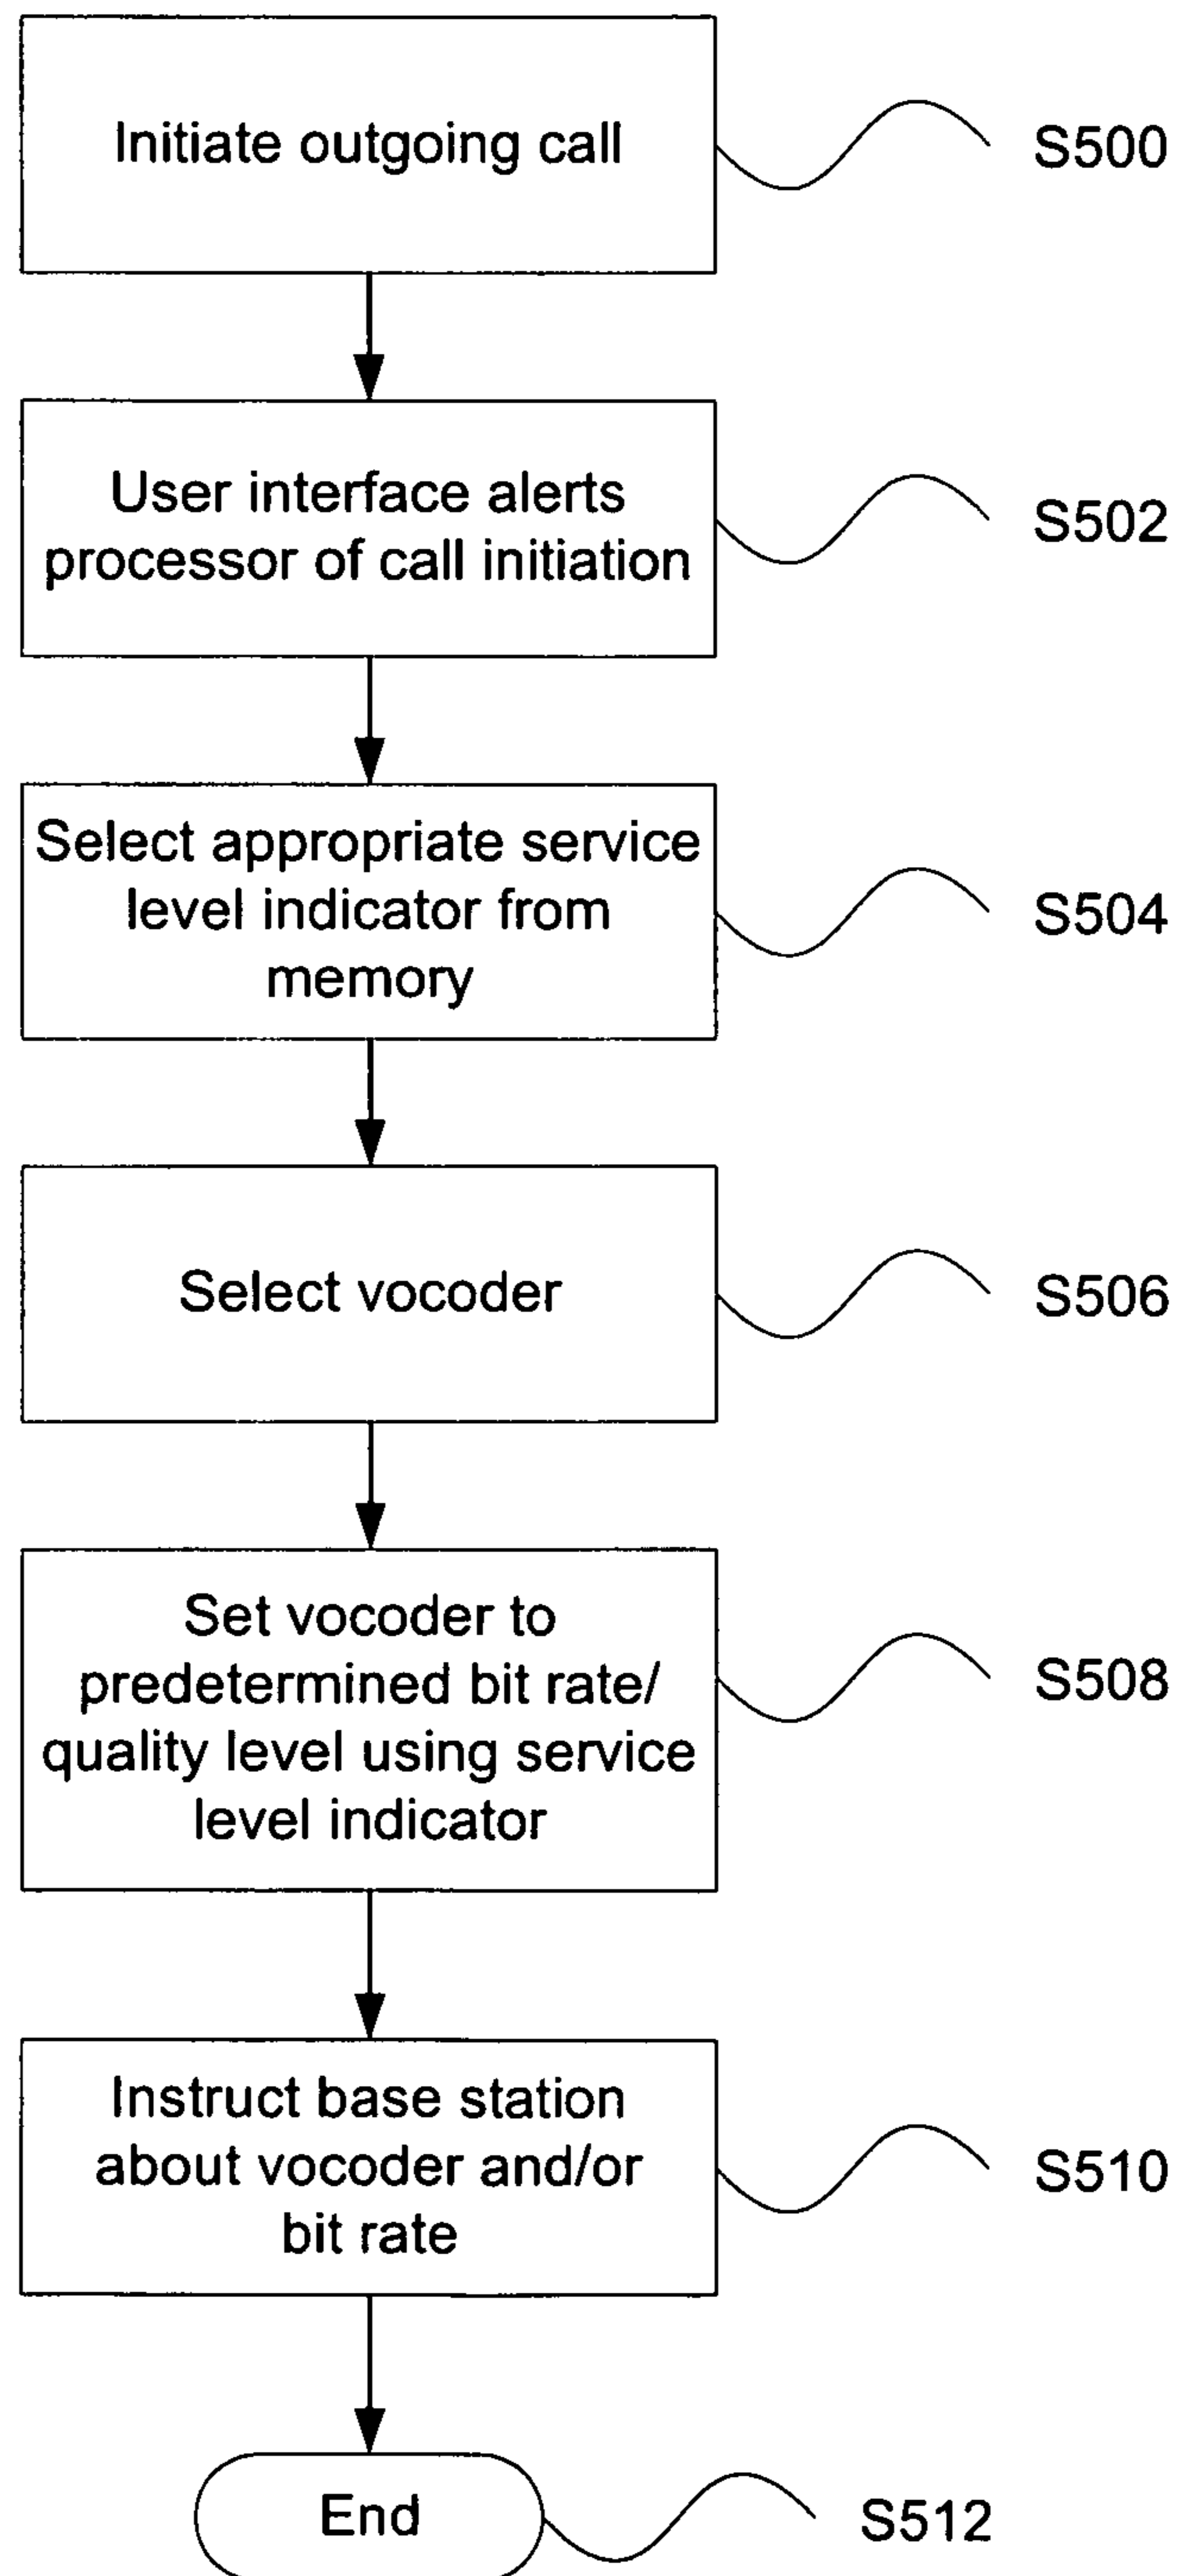 Initiate outgoing call
S500
User interface alerts
processor of call initiation
S502
Select appropriate service
level indicator from
memory
S504
Select vocoder
S506
Set vocoder to
predetermined bit rate/
quality level using service
level indicator
S508
Instruct base station
about vocoder and/or
bit rate
S510
End
S512